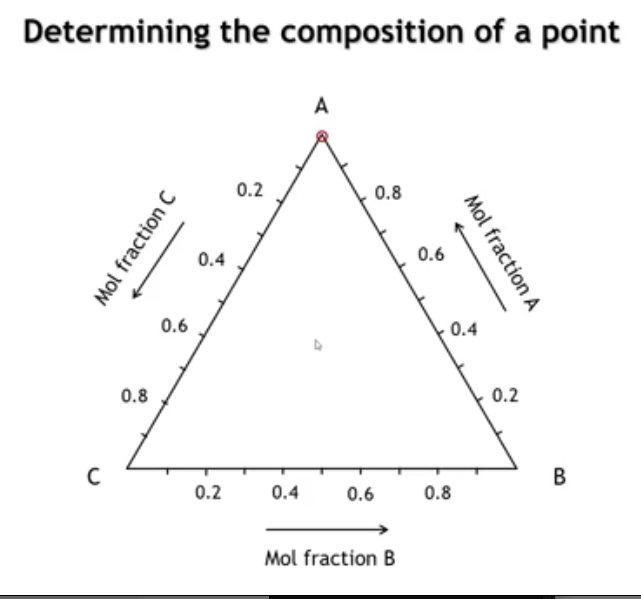 Determining the composition of a point
A
Mol fraction C
Mol fraction A
0.2
0.8
0.4
0.6
0.6
0.4
0.8
0.2
C
B
0.2 0.4 0.6 0.8
Mol fraction B